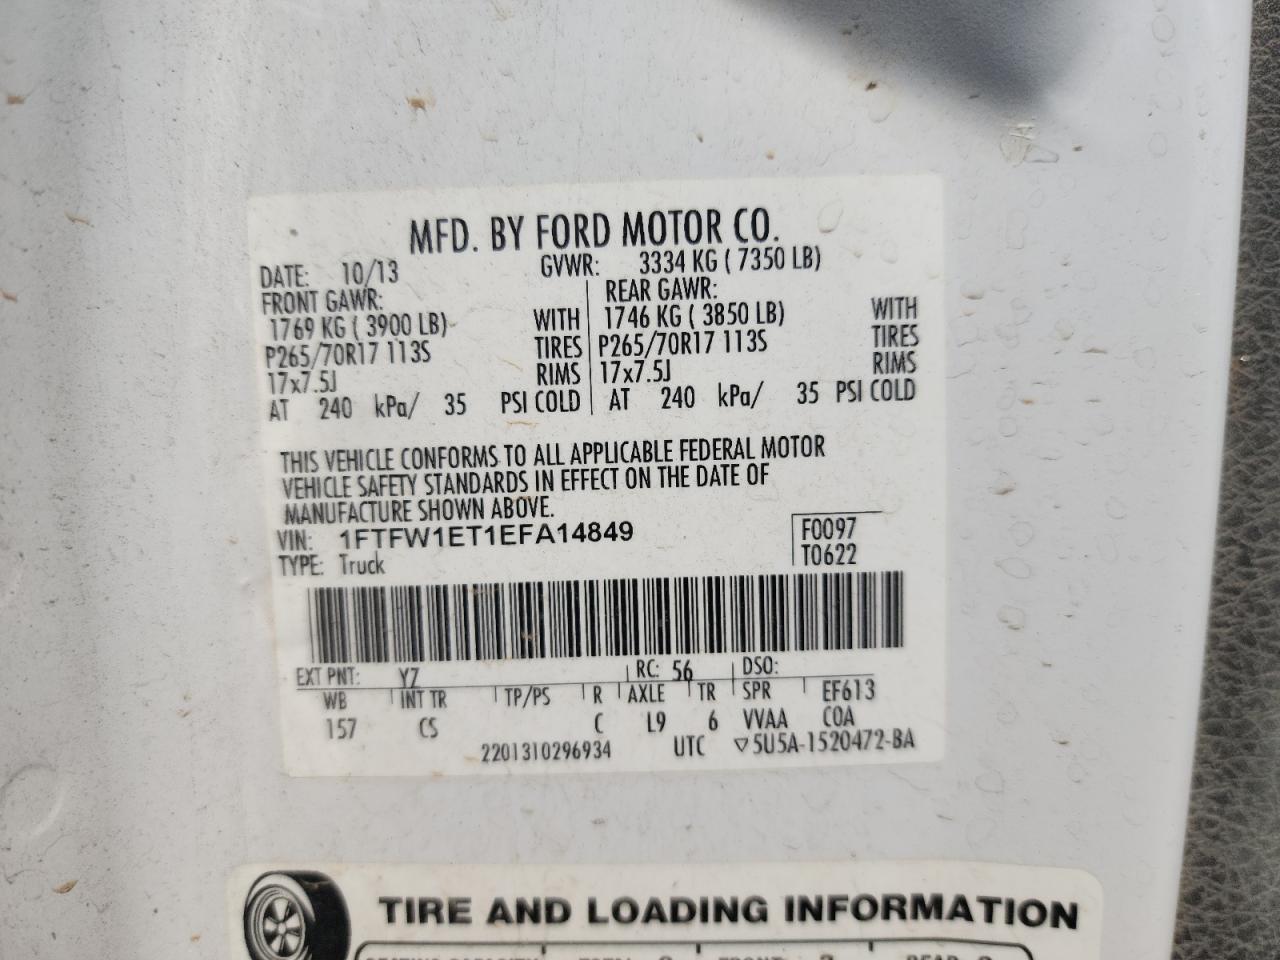 MFD. BY FORD MOTOR CO.
DATE: 10/13 GVWR: 3334 KG ( 7350 LB)
FRONT GAWR: REAR GAWR:
1769 KG ( 3900 LB) WITH 1746 KG ( 3850 LB) WITH
P265/70R17 113S TIRES P265/70R17 113S TIRES
17x7.5J RIMS 17x7.5J RIMS
AT 240 kPa/ 35 PSI COLD AT 240 kPa/ 35 PSI COLD
THIS VEHICLE CONFORMS TO ALL APPLICABLE FEDERAL MOTOR
VEHICLE SAFETY STANDARDS IN EFFECT ON THE DATE OF
MANUFACTURE SHOWN ABOVE.
VIN: 1FTFW1ET1EFA14849 F0097
TYPE: Truck T0622
EXT PNT: YZ RC: 56 DSO:
WB INT TR TP/PS R AXLE TR SPR EF613
157 CS C L9 6 VVAA COA
2201310296934 UTC ▽5U5A-1520472-BA
TIRE AND LOADING INFORMATION